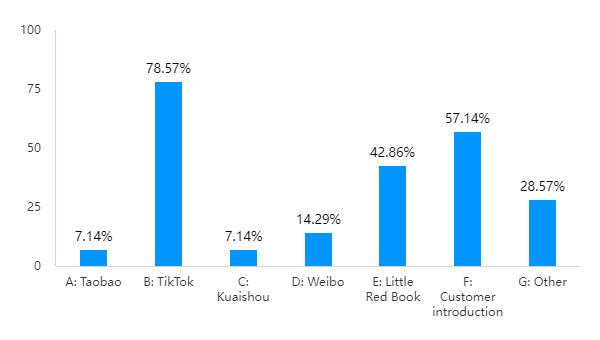 100
75
50
25
0
7.14%
78.57%
7.14%
14.29%
42.86%
57.14%
28.57%
A: Taobao
B: TikTok
C:
Kuaishou
D: Weibo
E: Little
Red Book
F:
Customer
introduction
G: Other